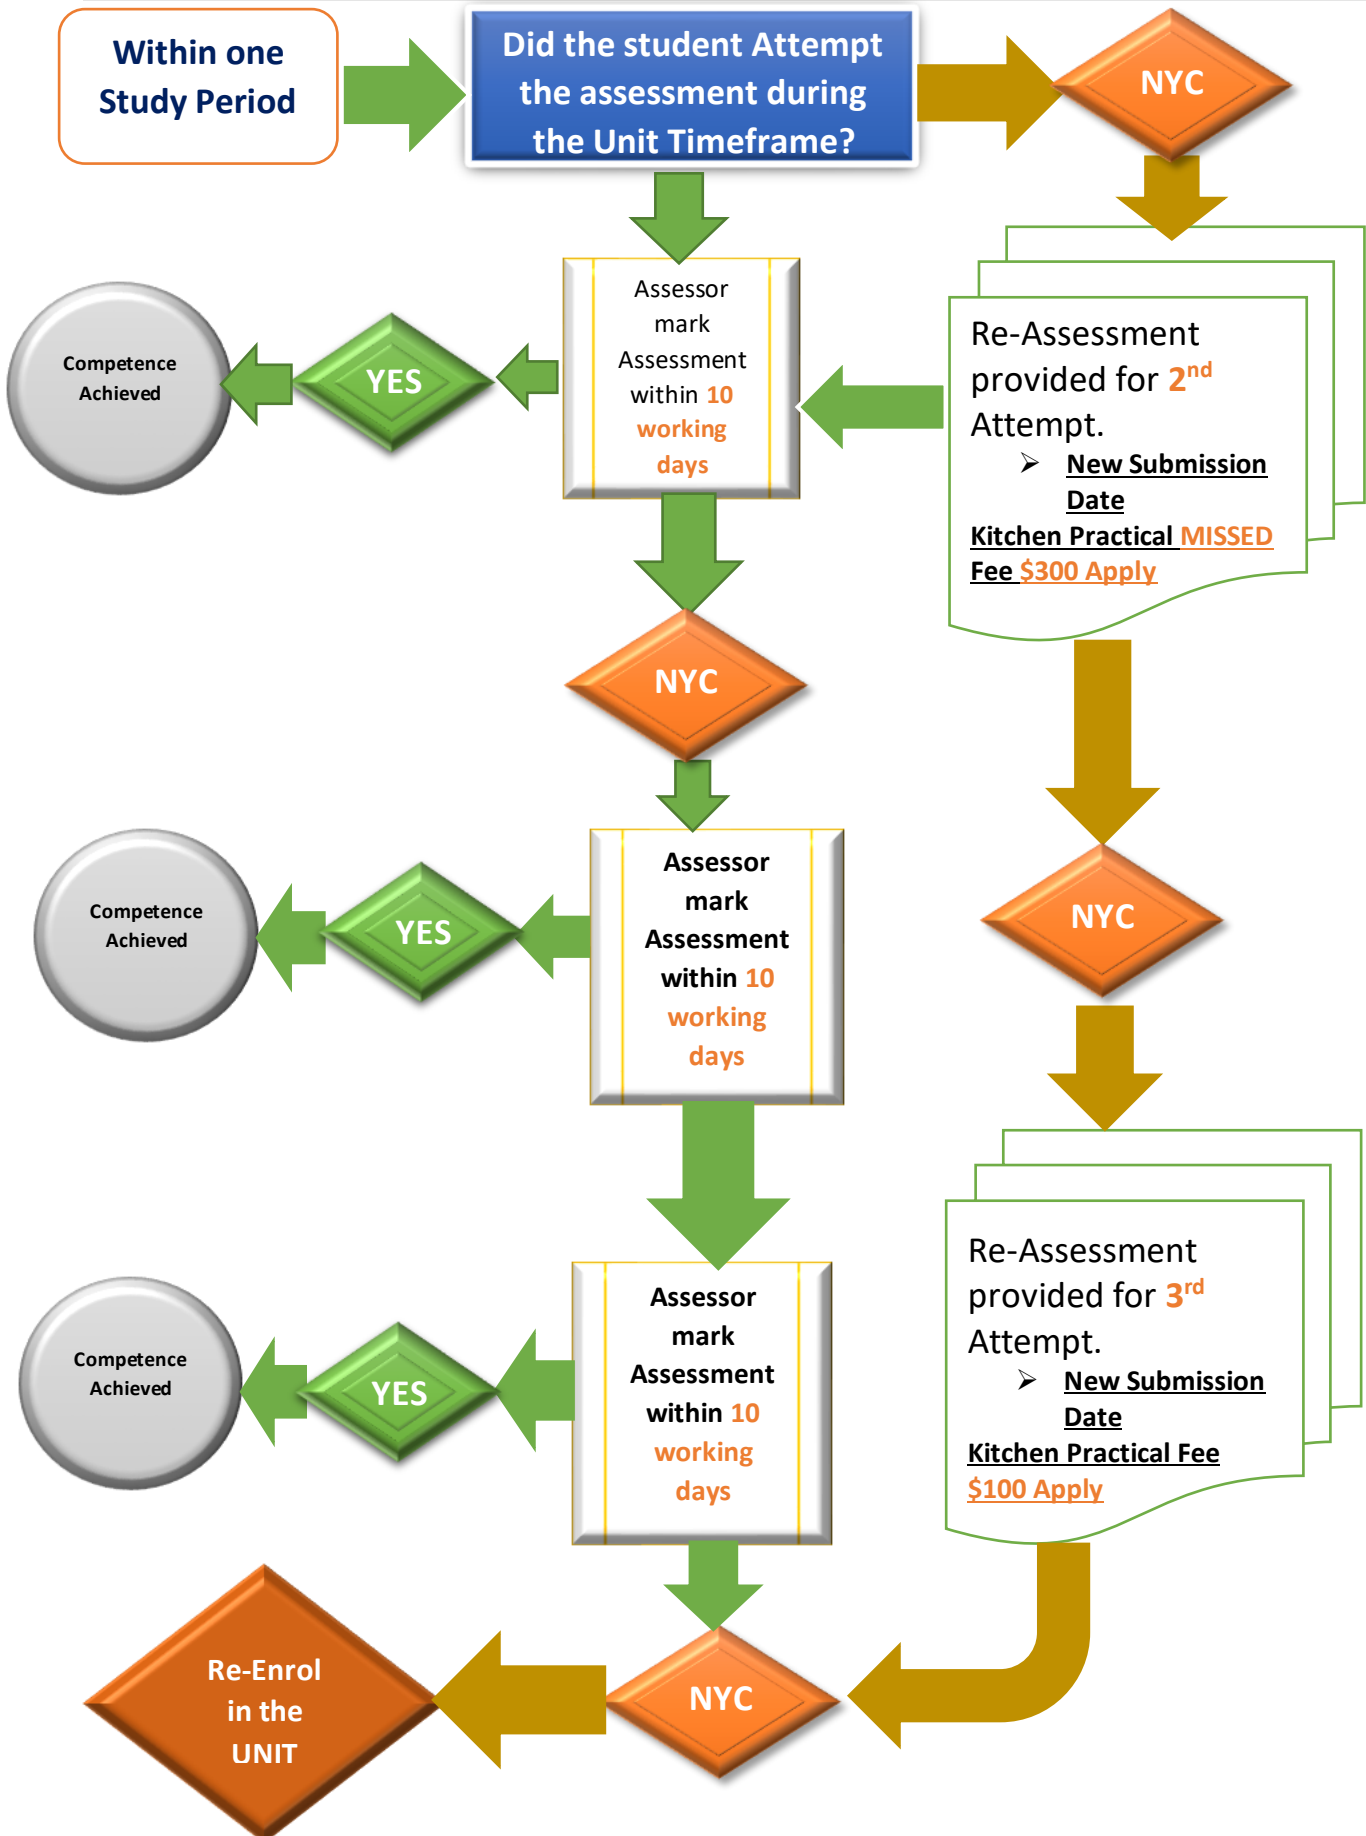 Within one
Study Period
Did the student Attempt
the assessment during
the Unit Timeframe?
NYC
Assessor
mark
Assessment
within 10
working
days
YES
Competence
Achieved
Re-Assessment
provided for 2nd
Attempt.
➢ New Submission
Date
Kitchen Practical MISSED
Fee $300 Apply
NYC
NYC
Assessor
mark
Assessment
within 10
working
days
YES
Competence
Achieved
Re-Assessment
provided for 3rd
Attempt.
➢ New Submission
Date
Kitchen Practical Fee
$100 Apply
Assessor
mark
Assessment
within 10
working
days
YES
Competence
Achieved
NYC
Re-Enrol
in the
UNIT